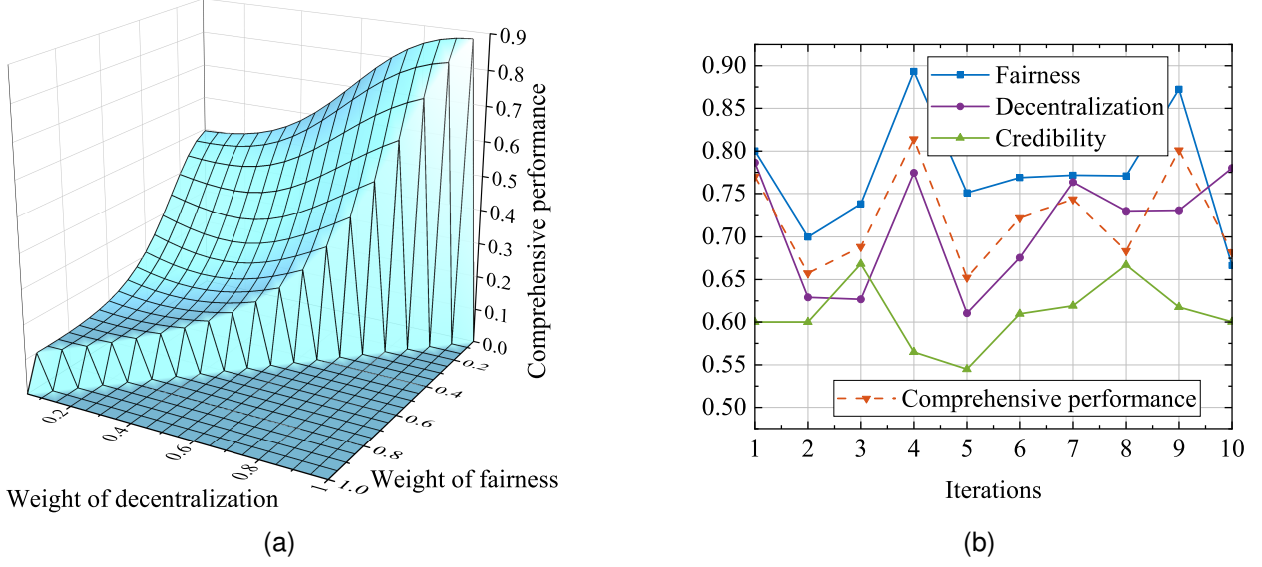 0.9
0.8
0.7
0.6
0.5
0.4
0.3
0.2
0.1
0.0
Comprehensive performance
0.2
0.4
0.6
0.8
1.0
Weight of fairness
0.2
0.4
0.6
0.8
1
Weight of decentralization
(a)
0.90
0.85
0.80
0.75
0.70
0.65
0.60
0.55
0.50
Fairness
Decentralization
Credibility
Comprehensive performance
1 2 3 4 5 6 7 8 9 10
Iterations
(b)